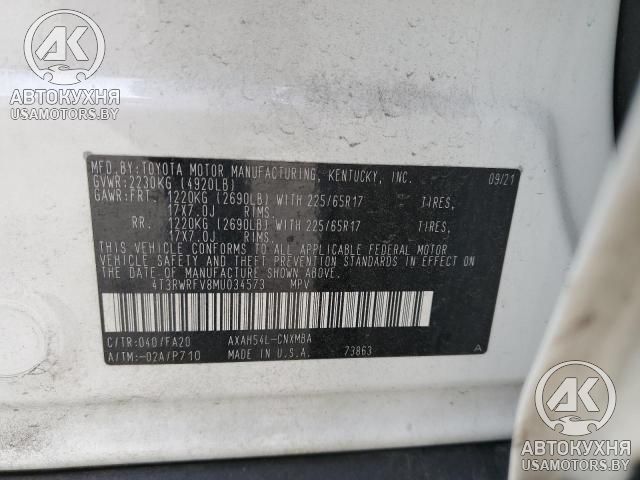 AK
АВТОКУХНЯ
USAMOTORS.BY
MFD.BY:TOYOTA MOTOR MANUFACTURING, KENTUCKY, INC. 09/21
GVWR:2230KG (4920LB)
GAWR:FRT. 1220KG (2690LB) WITH 225/65R17 TIRES,
17X7.0J RIMS.
RR. 1220KG (2690LB) WITH 225/65R17 TIRES,
17X7.0J RIMS.
THIS VEHICLE CONFORMS TO ALL APPLICABLE FEDERAL MOTOR
VEHICLE SAFETY AND THEFT PREVENTION STANDARDS IN EFFECT
ON THE DATE OF MANUFACTURE SHOWN ABOVE.
4T3RWRFV8MU034573 MPV
C/TR:040/FA20 AXAH54L-CNXMBA
A/TM:-02A/P710 MADE IN U.S.A. 73863 A
AK
АВТОКУХНЯ
USAMOTORS.BY